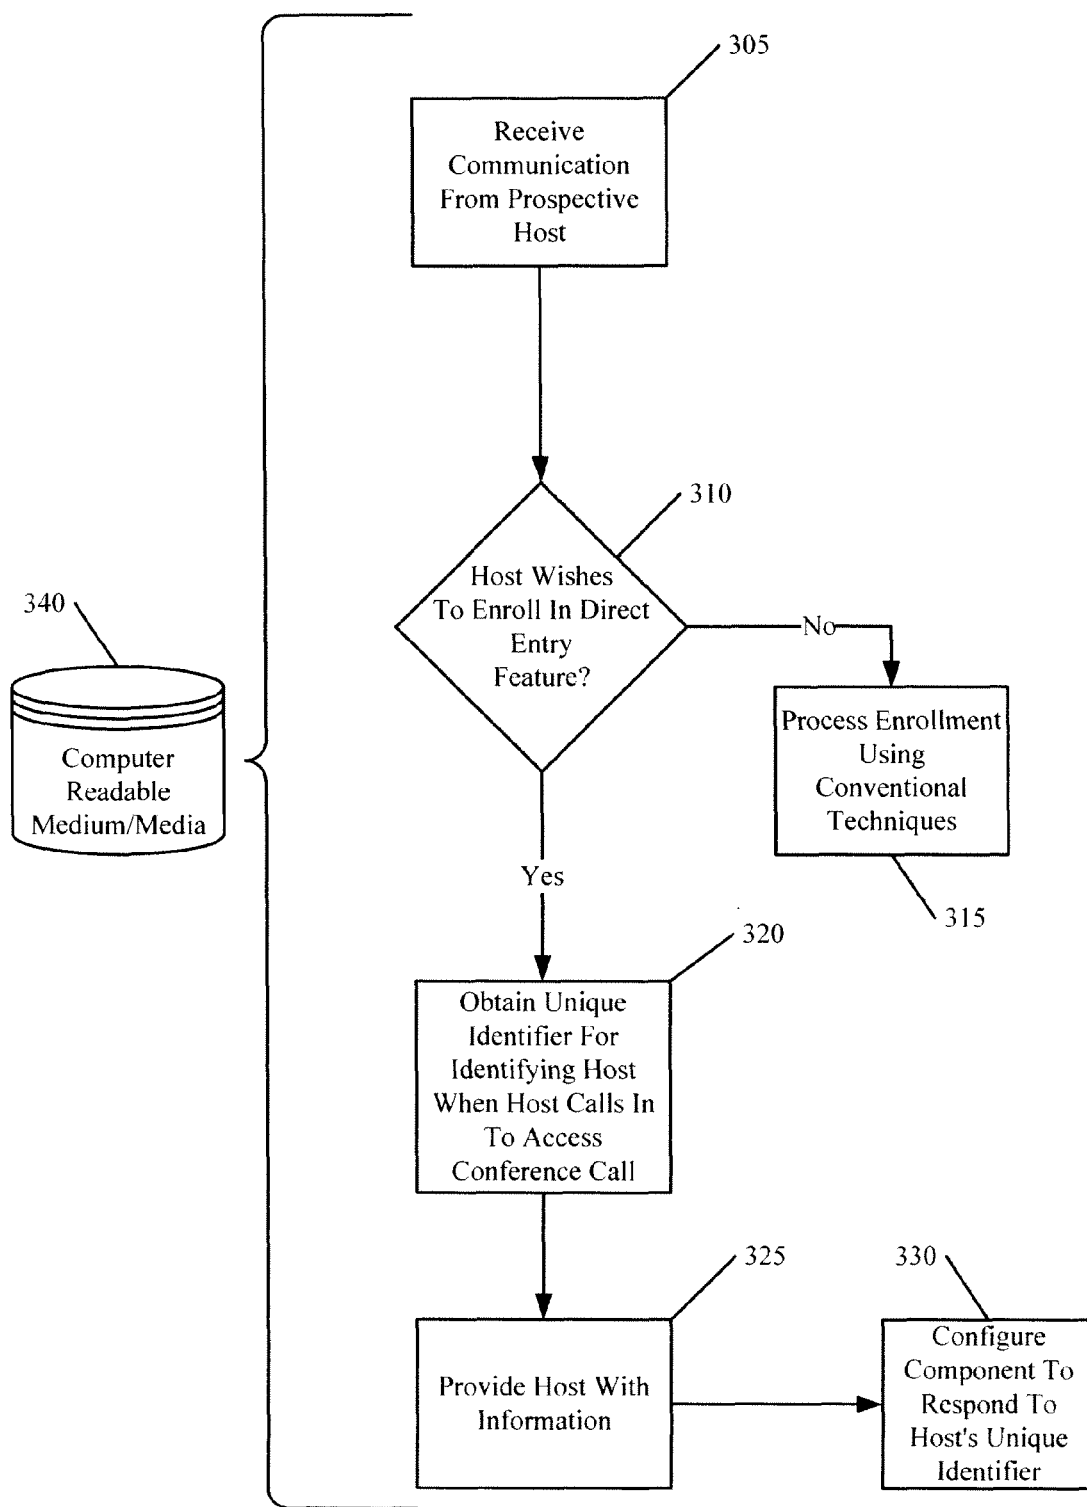 305
Receive
Communication
From Prospective
Host
310
Host Wishes
To Enroll In Direct
Entry
Feature?
No
340
Computer
Readable
Medium/Media
Process Enrollment
Using
Conventional
Techniques
315
Yes
320
Obtain Unique
Identifier For
Identifying Host
When Host Calls In
To Access
Conference Call
325
Provide Host With
Information
330
Configure
Component To
Respond To
Host's Unique
Identifier